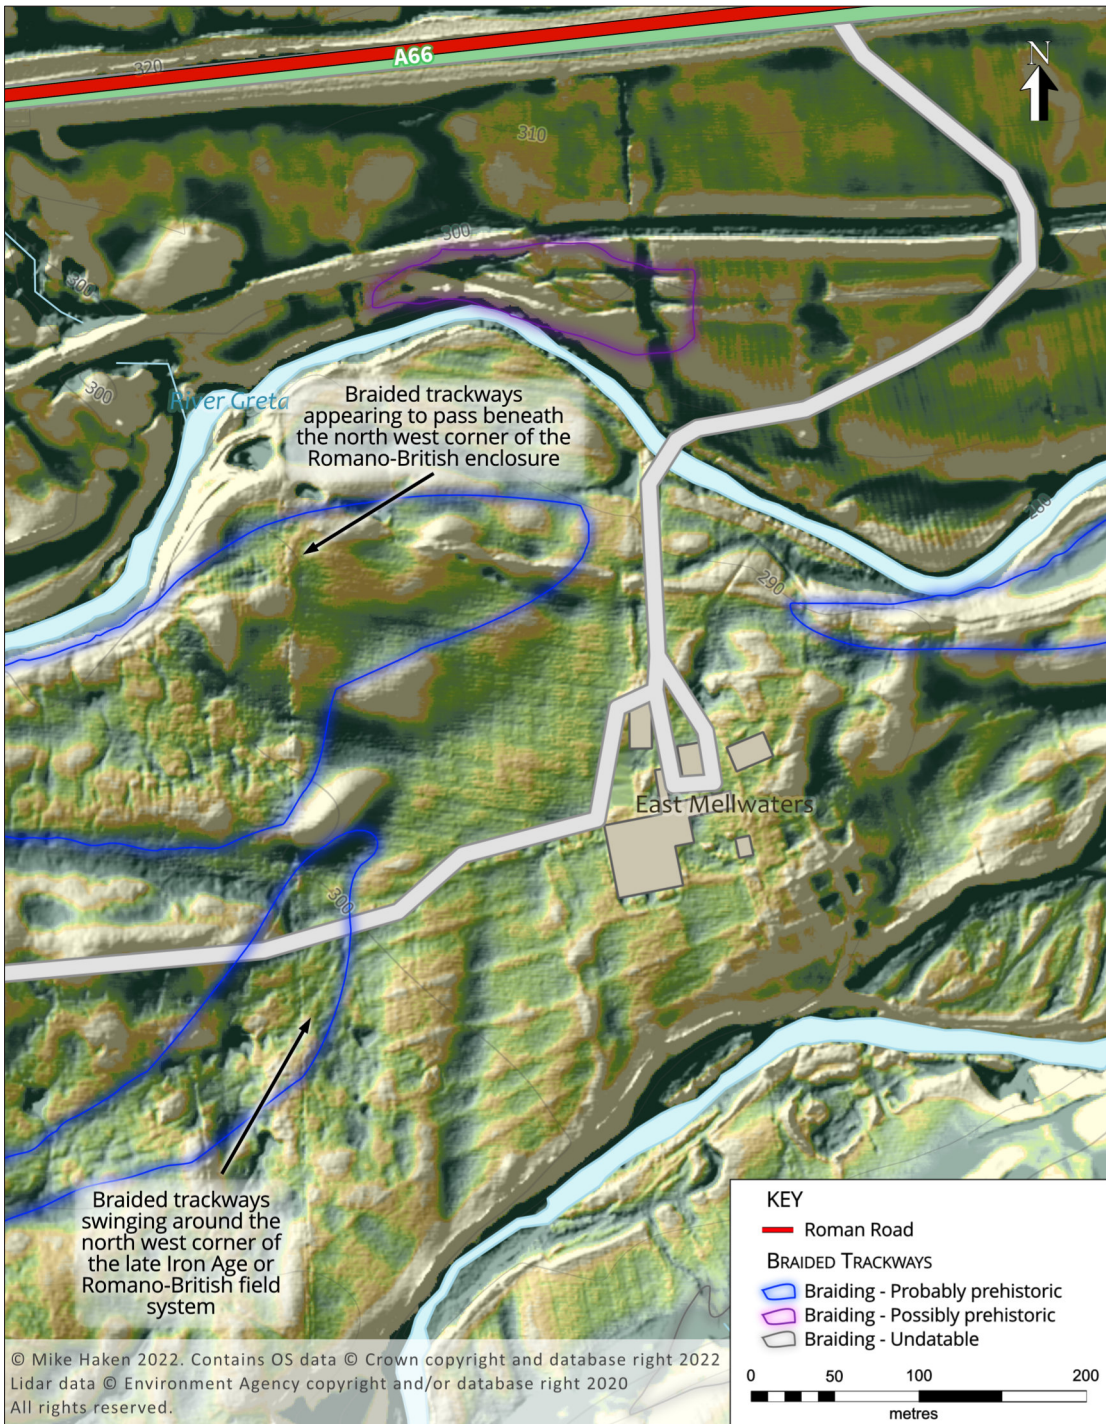 320
A66
N
310
300
300
300
River Greta
Braided trackways
appearing to pass beneath
the north west corner of the
Romano-British enclosure
280
290
East Mellwaters
300
Braided trackways
swinging around the
north west corner of
the late Iron Age or
Romano-British field
system
KEY
Roman Road
BRAIDED TRACKWAYS
Braiding - Probably prehistoric
Braiding - Possibly prehistoric
Braiding - Undatable
0 50 100 200
metres
© Mike Haken 2022. Contains OS data © Crown copyright and database right 2022
Lidar data © Environment Agency copyright and/or database right 2020
All rights reserved.